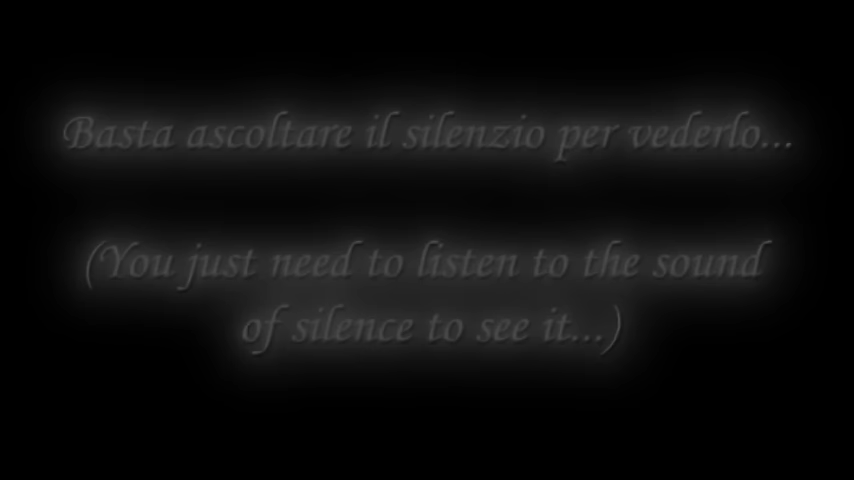 Basta ascoltare il silenzio per vederlo...
(You just need to listen to the sound
of silence to see it...)